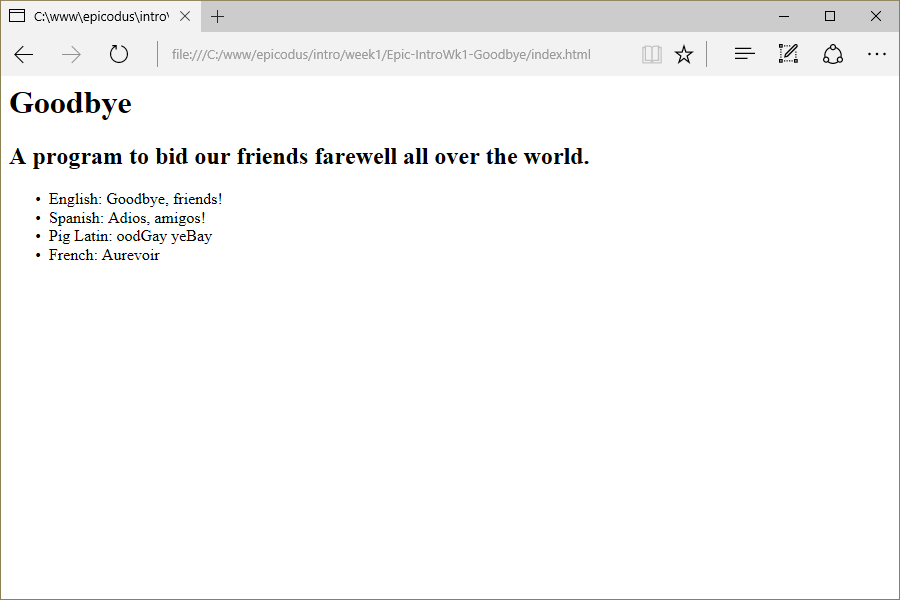 C:\www\epicodus\intro\
file:///C:/www/epicodus/intro/week1/Epic-IntroWk1-Goodbye/index.html
Goodbye
A program to bid our friends farewell all over the world.
• English: Goodbye, friends!
• Spanish: Adios, amigos!
• Pig Latin: oodGay yeBay
• French: Aurevoir